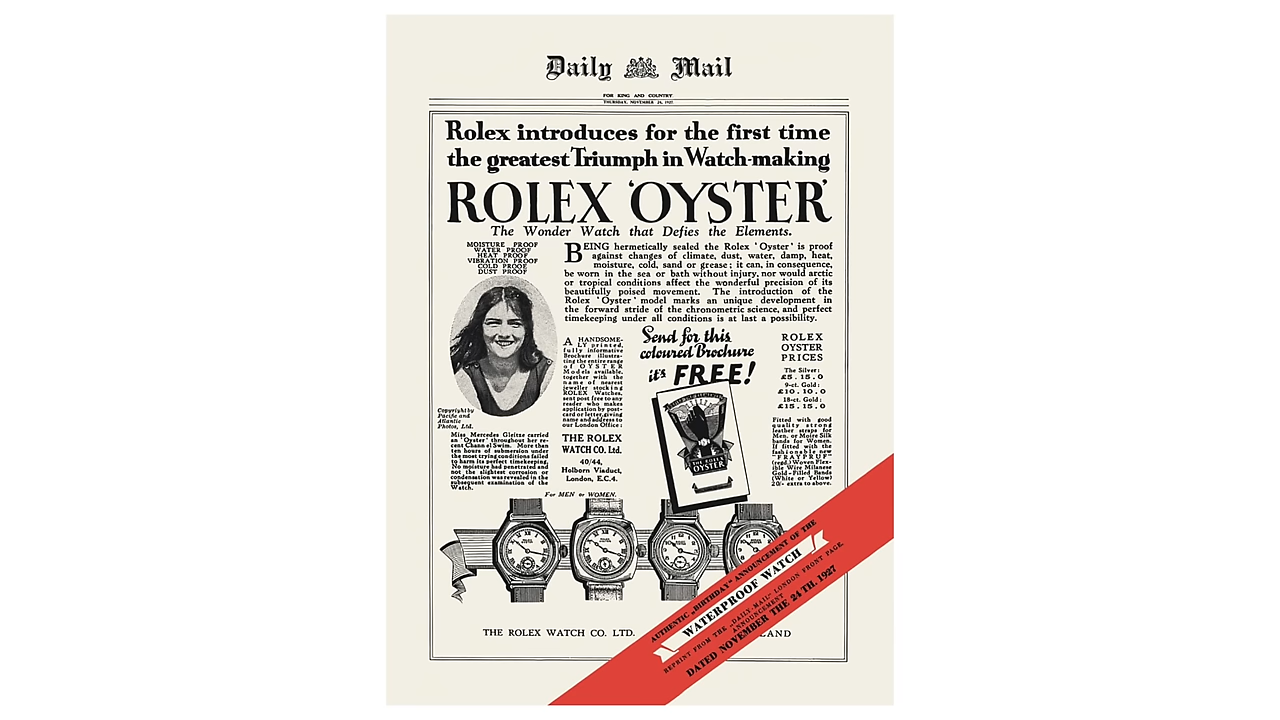 Daily Mail
FOR KING AND COUNTRY.
THURSDAY, NOVEMBER 24, 1927.
Rolex introduces for the first time
the greatest Triumph in Watch-making
ROLEX 'OYSTER'
The Wonder Watch that Defies the Elements.
MOISTURE PROOF
WATER PROOF
HEAT PROOF
VIBRATION PROOF
COLD PROOF
DUST PROOF
BEING hermetically sealed the Rolex 'Oyster' is proof
against changes of climate, dust, water, damp, heat,
moisture, cold, sand or grease; it can, in consequence,
be worn in the sea or bath without injury, nor would arctic
or tropical conditions affect the wonderful precision of its
beautifully poised movement. The introduction of the
Rolex 'Oyster' model marks an unique development in
the forward stride of the chronometric science, and perfect
timekeeping under all conditions is at last a possibility.
Copyright by
Pacific and
Atlantic
Photos, Ltd.
Miss Mercedes Gleitze carried
an 'Oyster' throughout her re-
cent Channel Swim. More than
ten hours of submersion under
the most trying conditions failed
to harm its perfect timekeeping.
No moisture had penetrated and
not the slightest corrosion or
condensation was revealed in the
subsequent examination of the
Watch.
A HANDSOME-
LY printed,
fully informative
Brochure illustra-
ting the entire range
of OYSTER
Models available,
together with the
name of nearest
jeweller stocking
ROLEX Watches,
sent post free to any
reader who makes
application by post-
card or letter, giving
name and address to
our London Office:
THE ROLEX
WATCH CO. Ltd.
40/44,
Holborn Viaduct,
London, E.C.4.
For MEN or WOMEN.
Send for this
coloured Brochure
it's FREE!
THE ROLEX
OYSTER
ROLEX
OYSTER
PRICES
The Silver:
£5.15.0
9-ct. Gold:
£10.10.0
18-ct. Gold:
£15.15.0
Fitted with good
quality strong
leather straps for
Men, or Moire Silk
bands for Women.
If fitted with the
fashionable new
"FRAYPRUF"
(regd.) Woven Flex-
ible Wire Milanese
Gold-Filled Bands
(White or Yellow)
20/- extra to above.
THE ROLEX WATCH CO. LTD.
LAND
AUTHENTIC „BIRTHDAY" ANNOUNCEMENT OF THE
WATERPROOF WATCH
REPRINT FROM THE „DAILY-MAIL" LONDON FRONT PAGE.
ANNOUNCEMENT
DATED NOVEMBER THE 24 TH. 1927